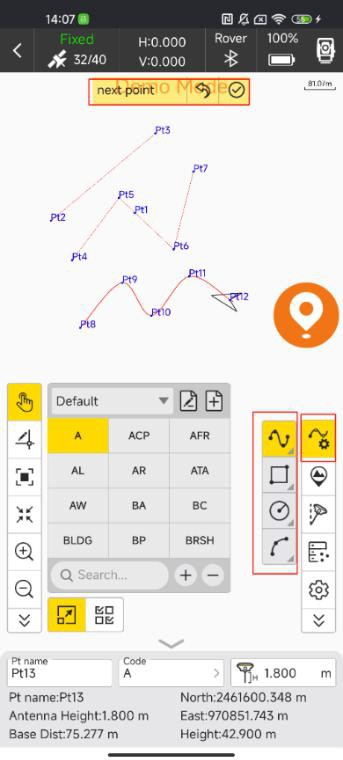 14:07
Fixed
32/40
H:0.000
V:0.000
Rover
100%
Demo Mode
next point
81.0/m
Pt3
Pt7
Pt5
Pt1
Pt2
Pt6
Pt4
Pt11
Pt9
Pt12
Pt10
Pt8
Default
A ACP AFR
AL AR ATA
AW BA BC
BLDG BP BRSH
Search...
Pt name
Pt13
Code
A
H 1.800 m
Pt name:Pt13
North:2461600.348 m
Antenna Height:1.800 m
East:970851.743 m
Base Dist:75.277 m
Height:42.900 m